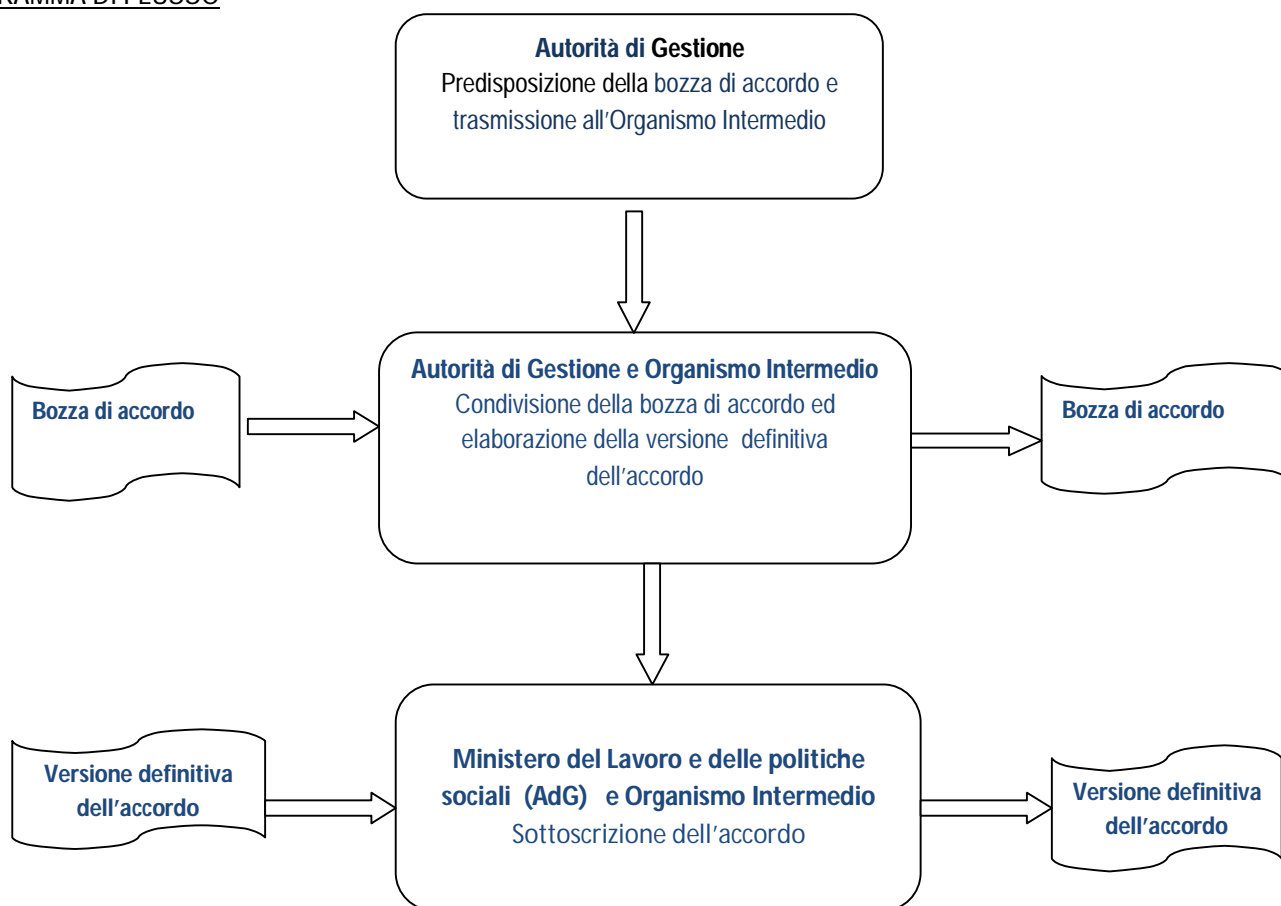 Autorità di Gestione
Predisposizione della bozza di accordo e
trasmissione all'Organismo Intermedio
Autorità di Gestione e Organismo Intermedio
Condivisione della bozza di accordo ed
elaborazione della versione definitiva
dell'accordo
Bozza di accordo
Bozza di accordo
Ministero del Lavoro e delle politiche
sociali (AdG) e Organismo Intermedio
Sottoscrizione dell'accordo
Versione definitiva
dell'accordo
Versione definitiva
dell'accordo